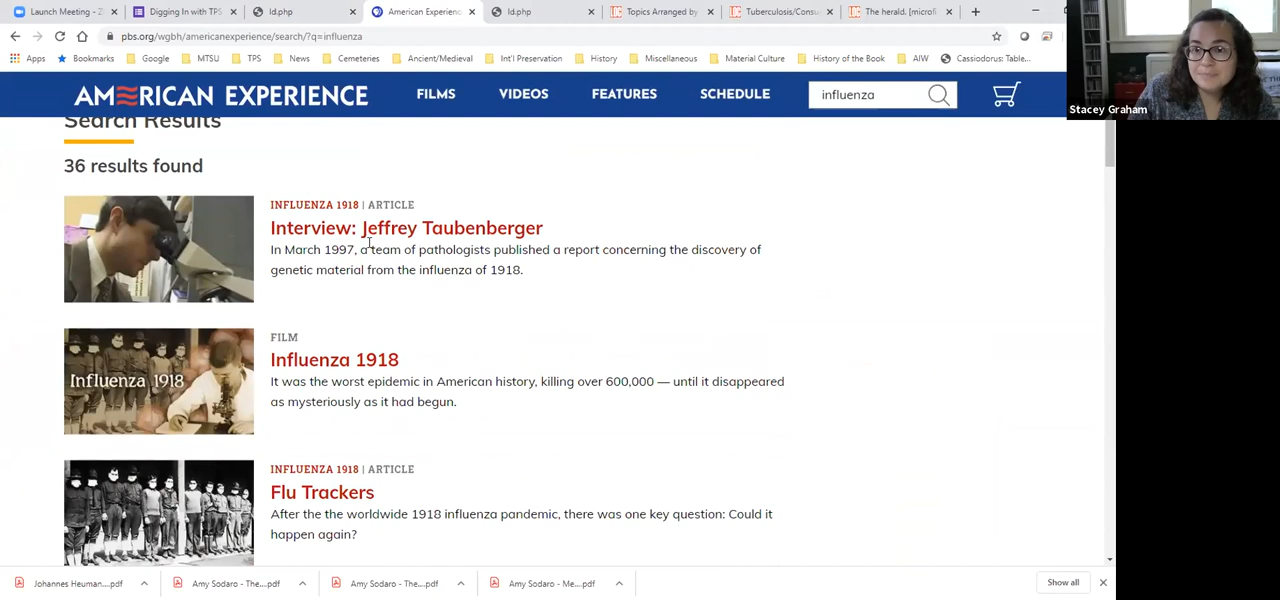 Launch Meeting - Z
Digging In with TPS
ld.php
American Experienc
ld.php
Topics Arranged by
Tuberculosis/Consu
The herald. [microfi
pbs.org/wgbh/americanexperience/search/?q=influenza
Apps
Bookmarks
Google
MTSU
TPS
News
Cemeteries
Ancient/Medieval
Int'l Preservation
History
Miscellaneous
Material Culture
History of the Book
AIW
Cassiodorus: Table...
Stacey Graham
AMERICAN EXPERIENCE
FILMS
VIDEOS
FEATURES
SCHEDULE
influenza
Search Results
36 results found
INFLUENZA 1918 | ARTICLE
Interview: Jeffrey Taubenberger
In March 1997, a team of pathologists published a report concerning the discovery of
genetic material from the influenza of 1918.
Influenza 1918
FILM
Influenza 1918
It was the worst epidemic in American history, killing over 600,000 — until it disappeared
as mysteriously as it had begun.
INFLUENZA 1918 | ARTICLE
Flu Trackers
After the the worldwide 1918 influenza pandemic, there was one key question: Could it
happen again?
Johannes Heuman....pdf
Amy Sodaro - The....pdf
Amy Sodaro - The....pdf
Amy Sodaro - Me....pdf
Show all